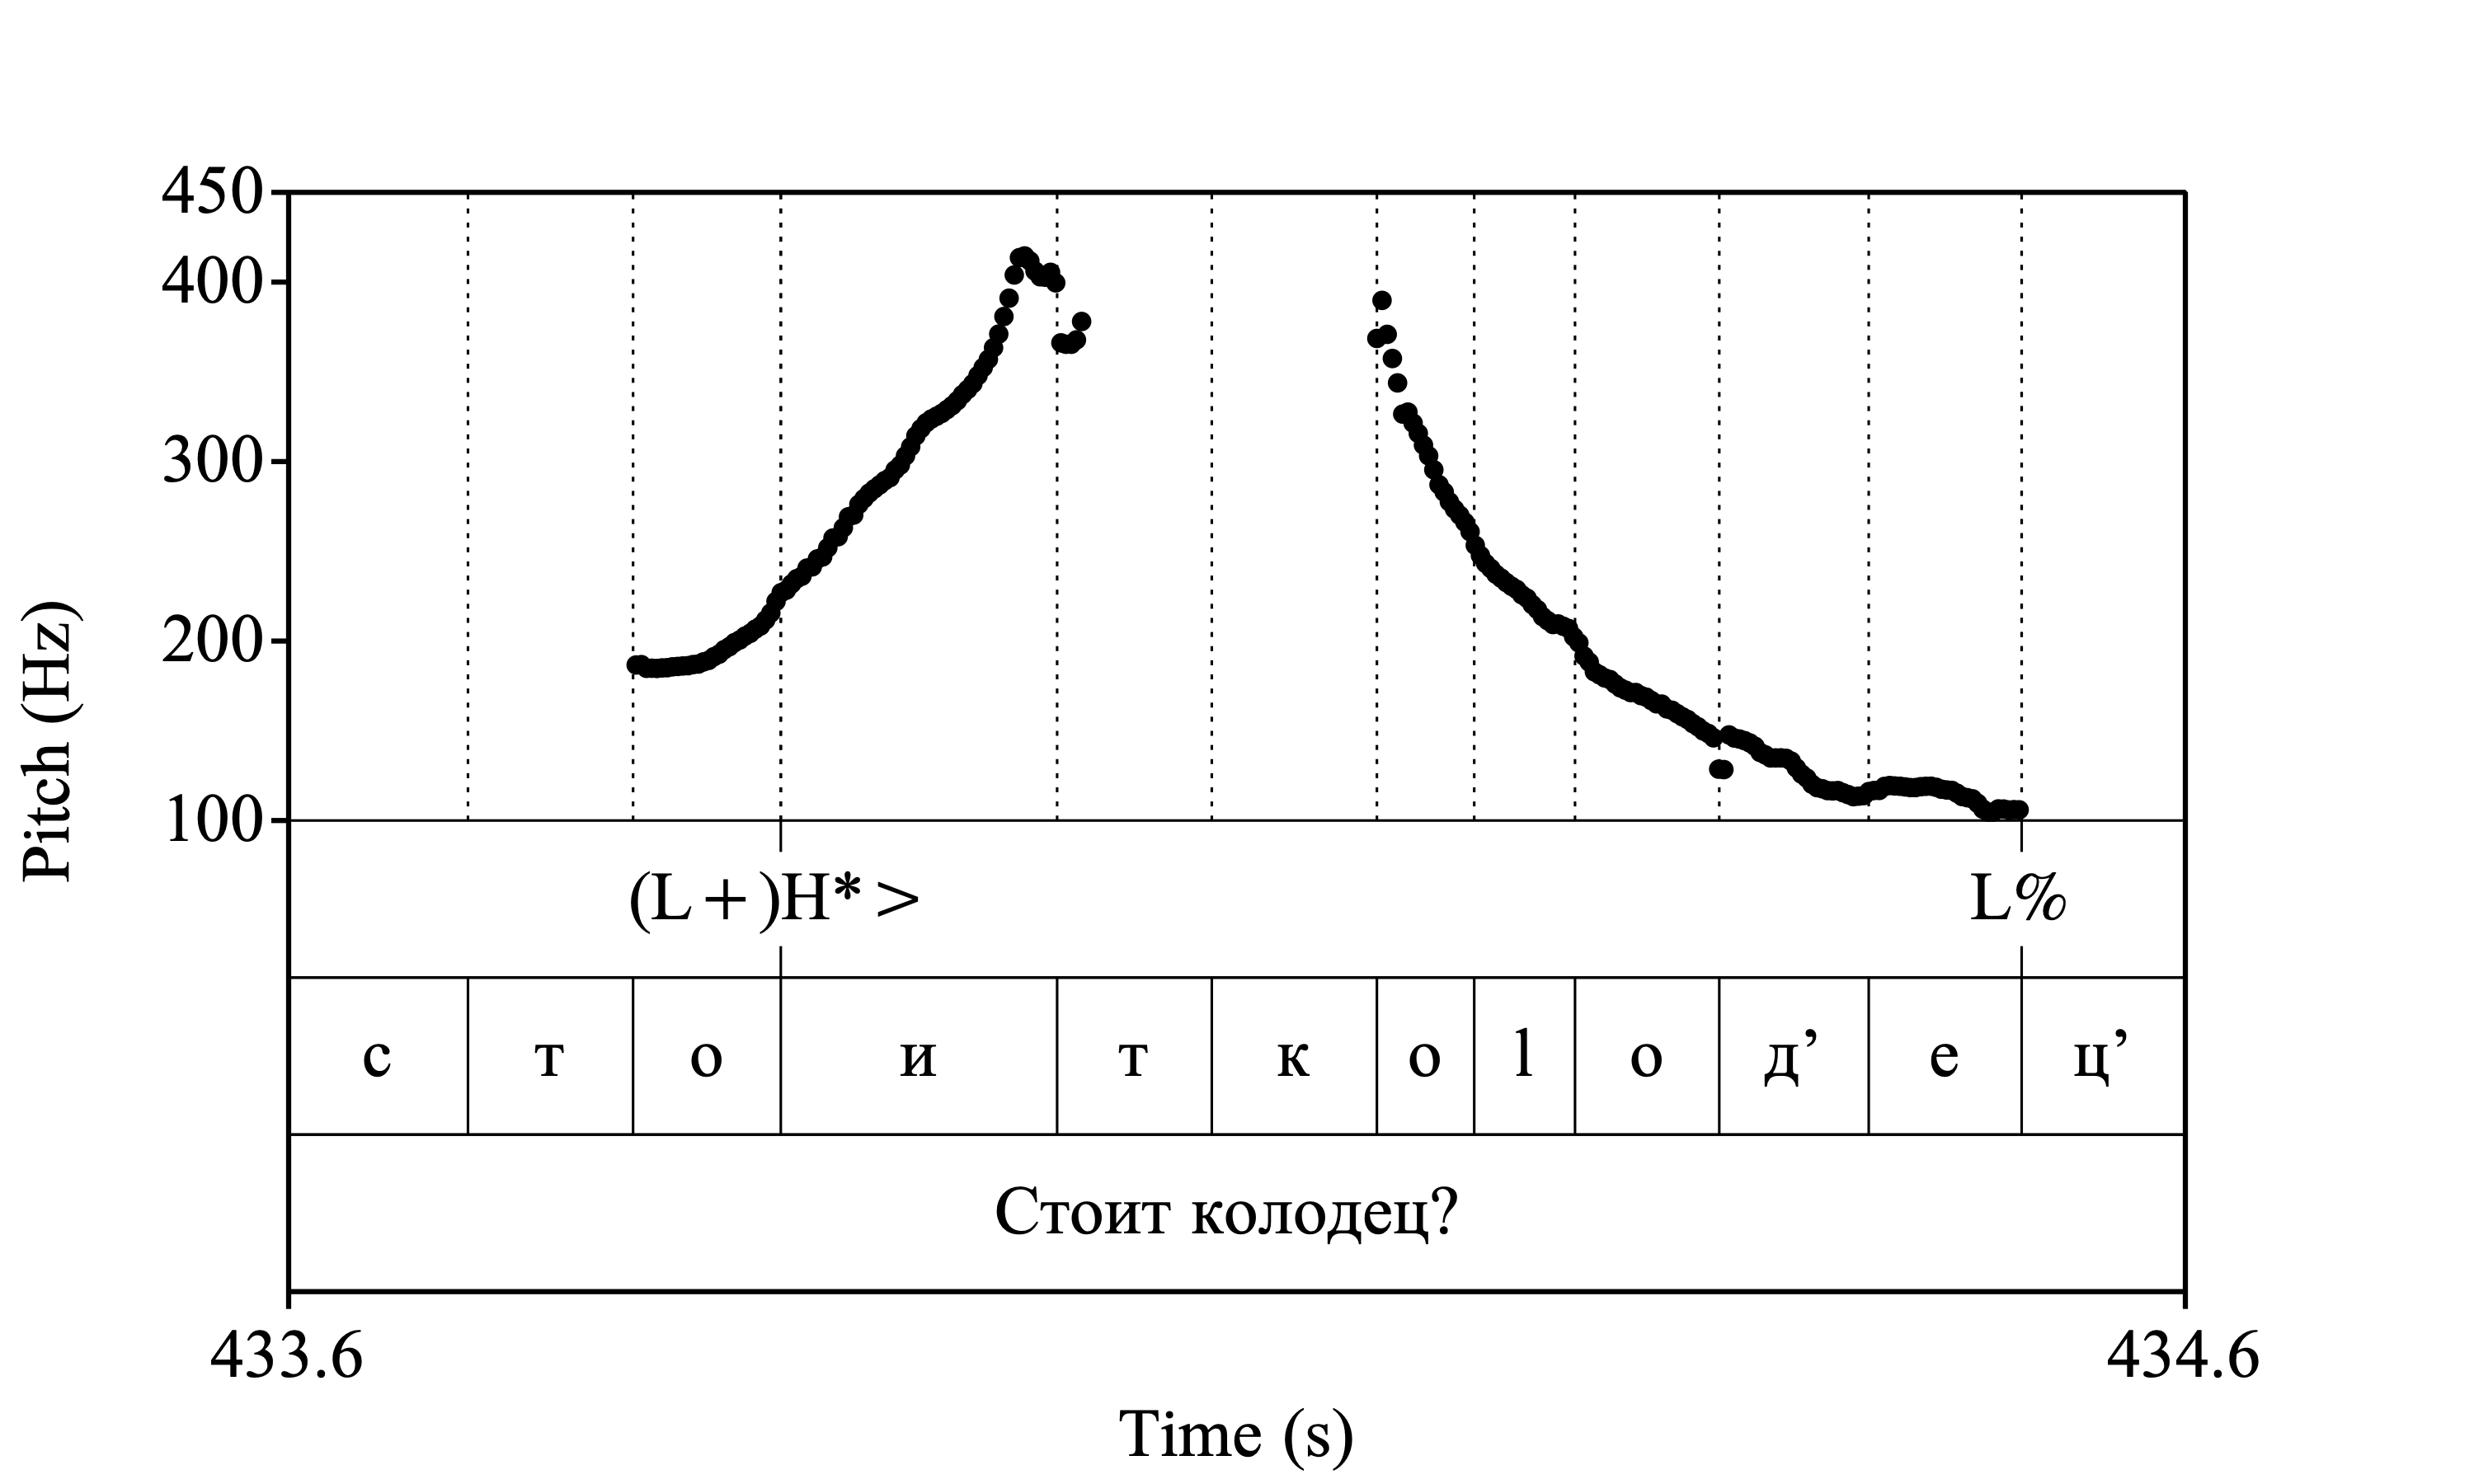 Pitch (Hz)
450
400
300
200
100
(L+)H*> L%
с т о и т к о l о д’ е ц’
Стоит колодец?
433.6 434.6
Time (s)